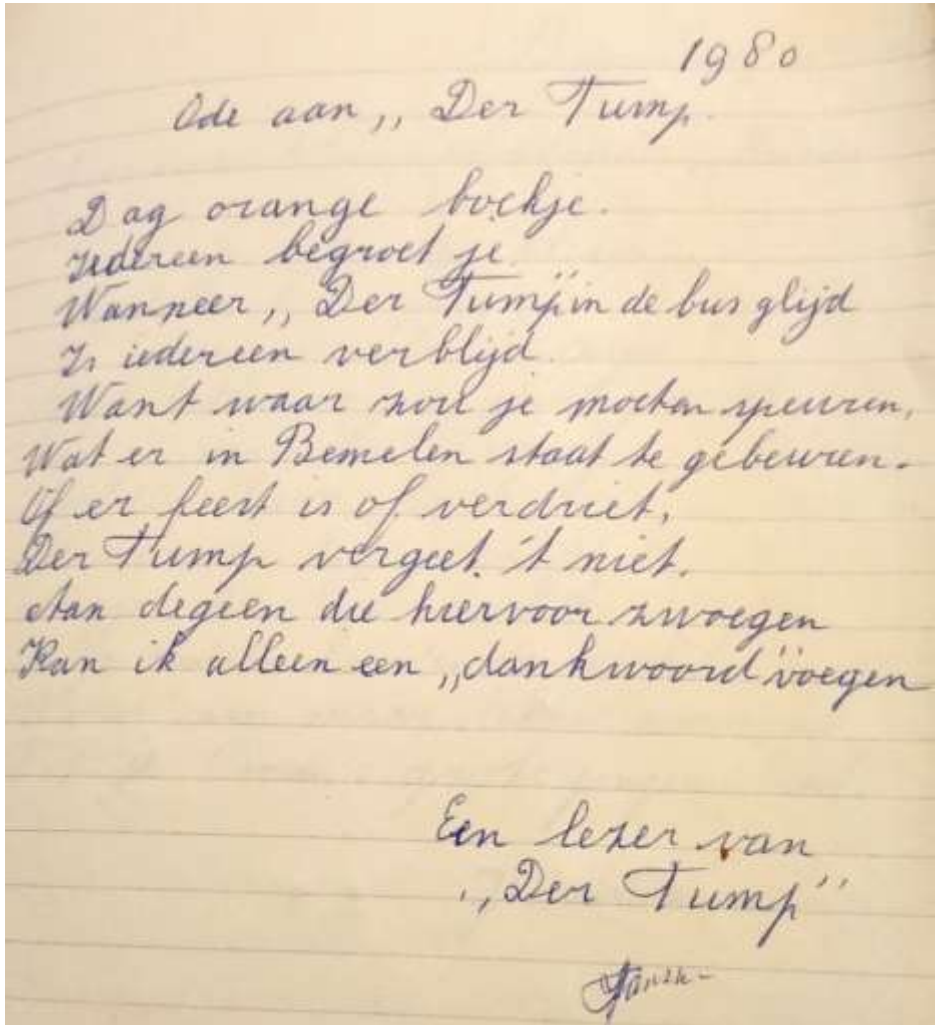 1980
Ode aan ,, Der Tump.
Dag orange boekje.
Iedereen begroet je.
Wanneer ,, Der Tump" in de bus glijd
Is iedereen verblijd.
Want waar zou je moeten speuren,
Wat er in Bemelen staat te gebeuren.
Of er feest is of verdriet,
Der Tump vergeet 't niet.
Aan degeen die hiervoor zwoegen
Kan ik alleen een ,,dankwoord" voegen
Een lezer van
,, Der Tump"